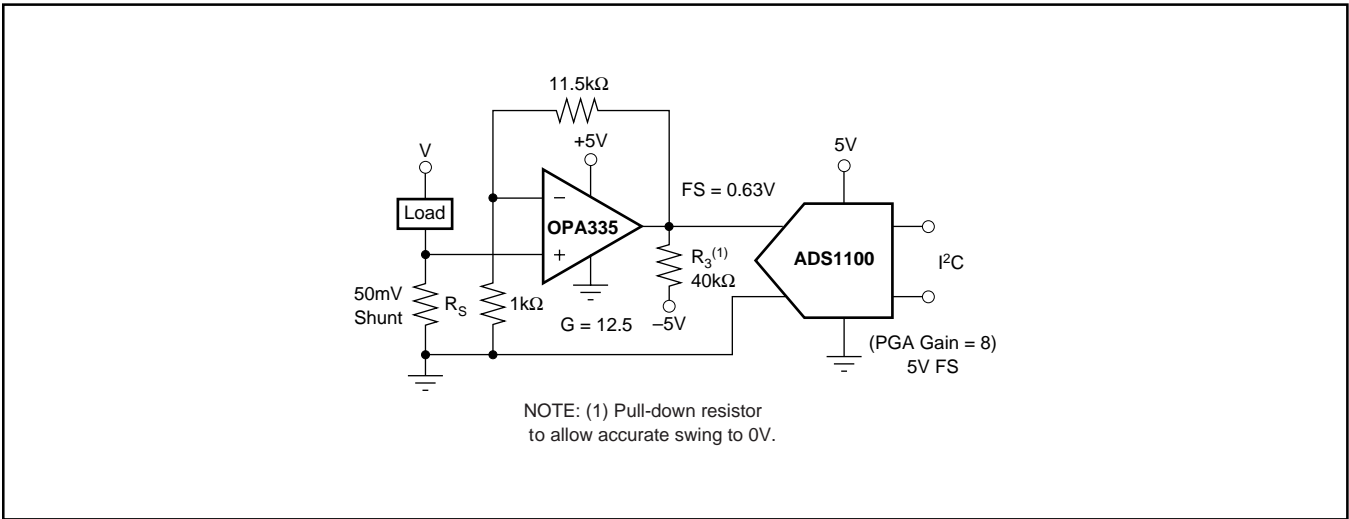 11.5kΩ
+5V
V
Load
–
OPA335
+
FS = 0.63V
5V
ADS1100
I²C
R₃⁽¹⁾
40kΩ
–5V
50mV
Shunt
R_S
1kΩ
G = 12.5
(PGA Gain = 8)
5V FS
NOTE: (1) Pull-down resistor
to allow accurate swing to 0V.